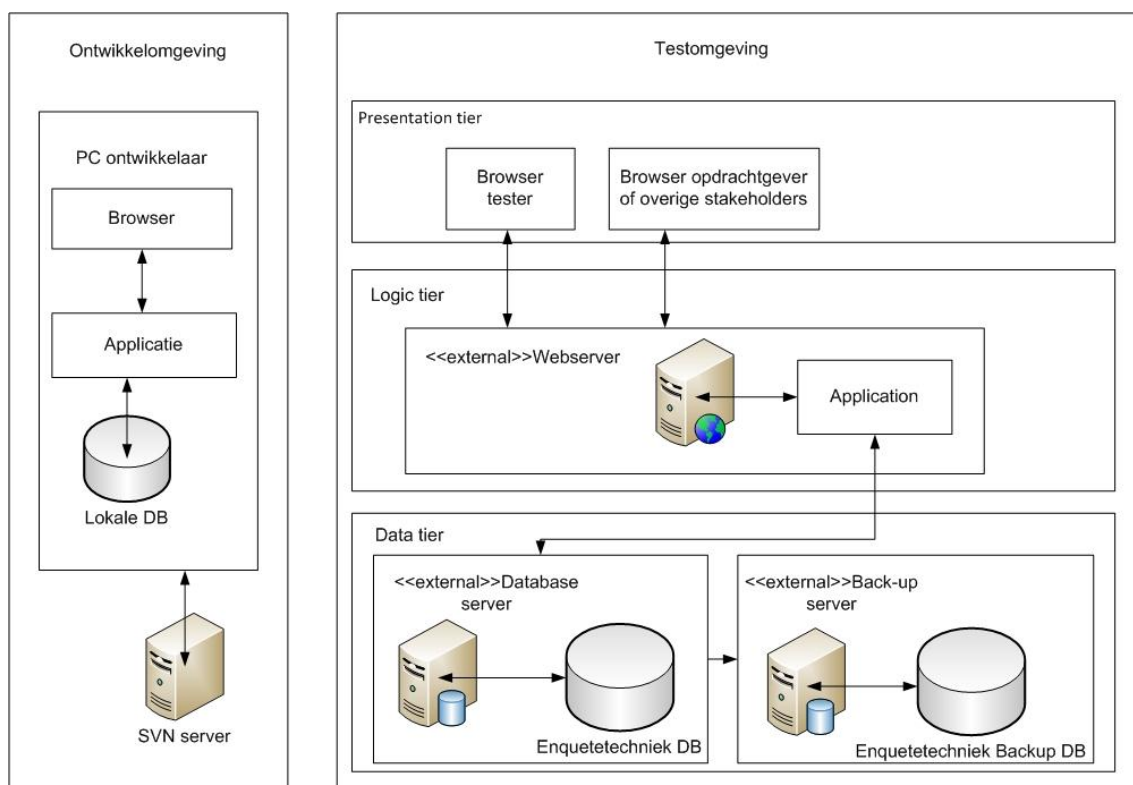 Ontwikkelomgeving
PC ontwikkelaar
Browser
Applicatie
Lokale DB
SVN server
Testomgeving
Presentation tier
Browser
tester
Browser opdrachtgever
of overige stakeholders
Logic tier
<<external>>Webserver
Application
Data tier
<<external>>Database
server
Enquetetechniek DB
<<external>>Back-up
server
Enquetetechniek Backup DB